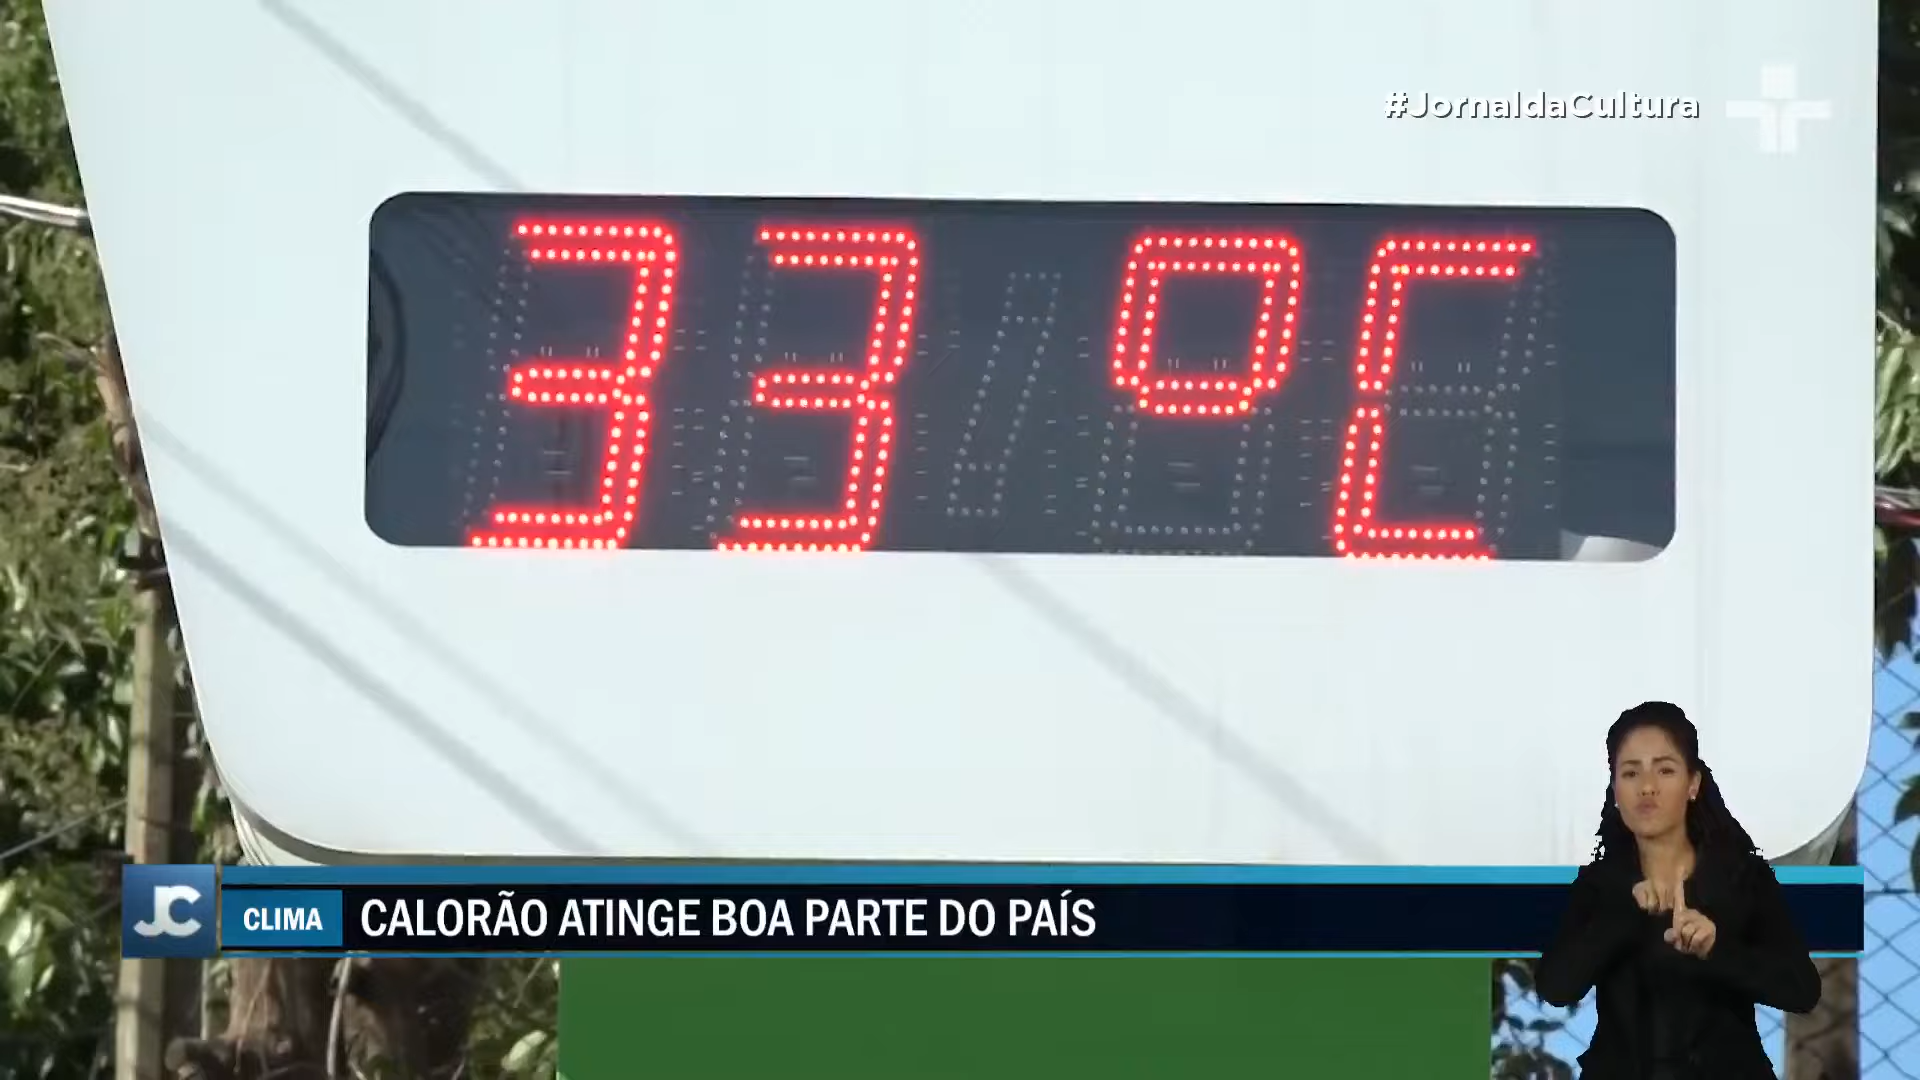 #JornaldaCultura
33°C
JC
CLIMA
CALORÃO ATINGE BOA PARTE DO PAÍS